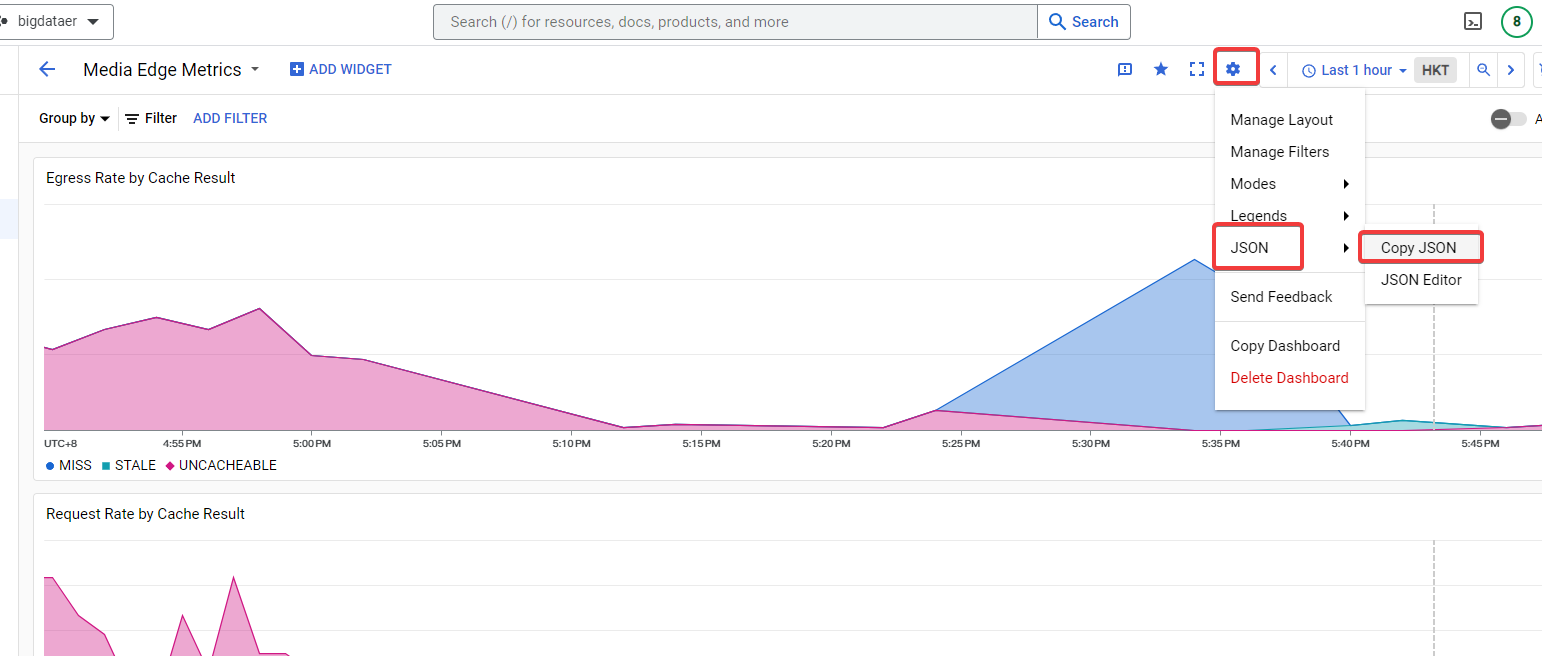 bigdataer
Search (/) for resources, docs, products, and more
Search
8
Media Edge Metrics
ADD WIDGET
Last 1 hour
HKT
Group by
Filter
ADD FILTER
A
Manage Layout
Manage Filters
Modes
Legends
JSON
Copy JSON
JSON Editor
Send Feedback
Copy Dashboard
Delete Dashboard
Egress Rate by Cache Result
UTC+8 4:55 PM 5:00 PM 5:05 PM 5:10 PM 5:15 PM 5:20 PM 5:25 PM 5:30 PM 5:35 PM 5:40 PM 5:45 PM
MISS STALE UNCACHEABLE
Request Rate by Cache Result